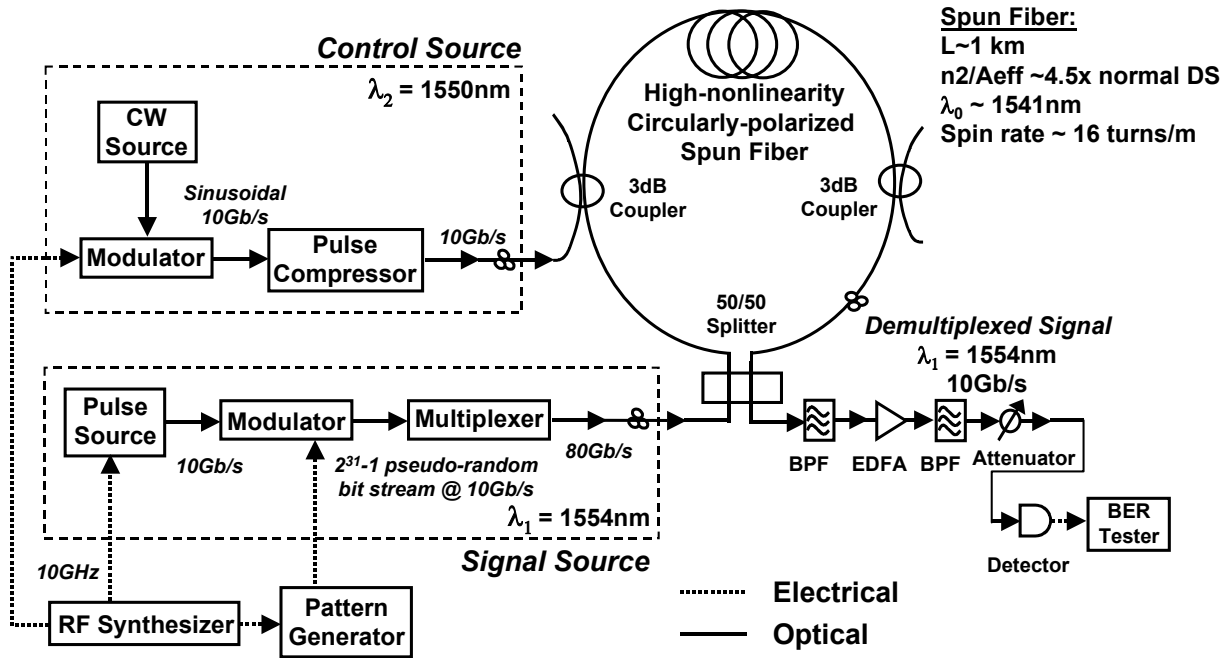 Control Source
λ2 = 1550nm
CW
Source
Sinusoidal
10Gb/s
Modulator
Pulse
Compressor
10Gb/s
High-nonlinearity
Circularly-polarized
Spun Fiber
3dB
Coupler
3dB
Coupler
50/50
Splitter
Spun Fiber:
L~1 km
n2/Aeff ~4.5x normal DS
λ0 ~ 1541nm
Spin rate ~ 16 turns/m
Demultiplexed Signal
λ1 = 1554nm
10Gb/s
Pulse
Source
10Gb/s
Modulator
Multiplexer
80Gb/s
2^31-1 pseudo-random
bit stream @ 10Gb/s
λ1 = 1554nm
Signal Source
BPF
EDFA
BPF
Attenuator
Detector
BER
Tester
10GHz
RF Synthesizer
Pattern
Generator
Electrical
Optical